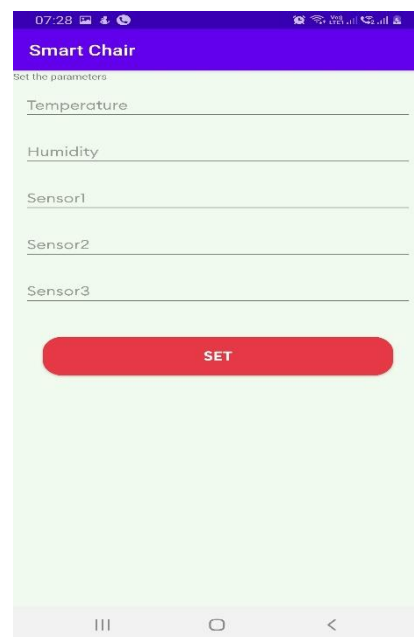 07:28
Smart Chair
Set the parameters
Temperature
Humidity
Sensor1
Sensor2
Sensor3
SET